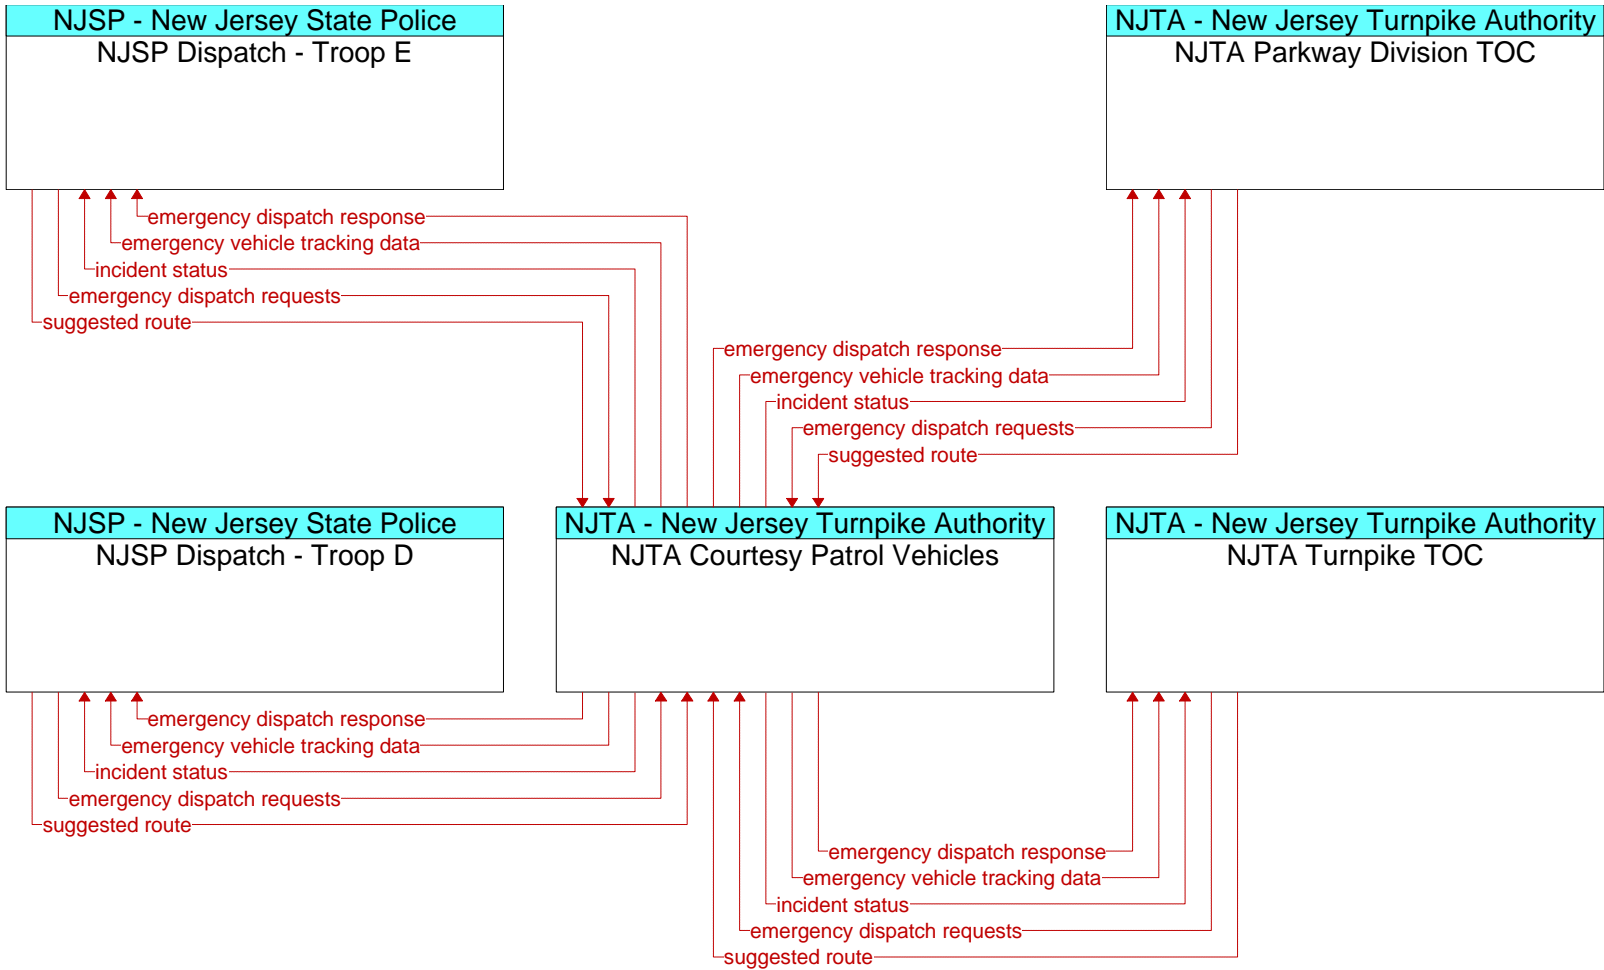 NJSP - New Jersey State Police
NJSP Dispatch - Troop E
NJTA - New Jersey Turnpike Authority
NJTA Parkway Division TOC
emergency dispatch response
emergency vehicle tracking data
incident status
emergency dispatch requests
suggested route
emergency dispatch response
emergency vehicle tracking data
incident status
emergency dispatch requests
suggested route
NJSP - New Jersey State Police
NJSP Dispatch - Troop D
NJTA - New Jersey Turnpike Authority
NJTA Courtesy Patrol Vehicles
NJTA - New Jersey Turnpike Authority
NJTA Turnpike TOC
emergency dispatch response
emergency vehicle tracking data
incident status
emergency dispatch requests
suggested route
emergency dispatch response
emergency vehicle tracking data
incident status
emergency dispatch requests
suggested route